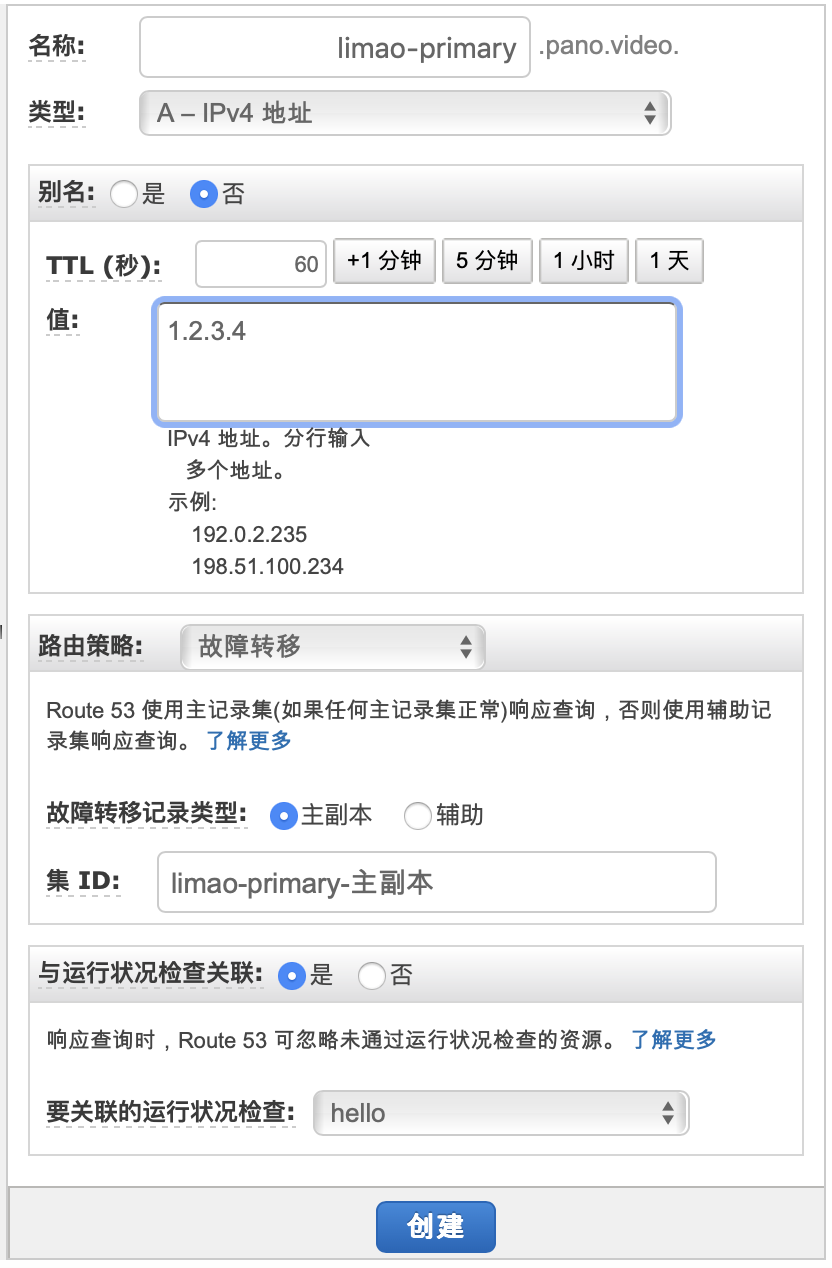 名称: limao-primary .pano.video.
类型: A – IPv4 地址
别名: 是 否
TTL (秒): 60 +1 分钟 5 分钟 1 小时 1 天
值: 1.2.3.4
IPv4 地址。分行输入
多个地址。
示例:
192.0.2.235
198.51.100.234
路由策略: 故障转移
Route 53 使用主记录集(如果任何主记录集正常)响应查询，否则使用辅助记
录集响应查询。 了解更多
故障转移记录类型: 主副本 辅助
集 ID: limao-primary-主副本
与运行状况检查关联: 是 否
响应查询时，Route 53 可忽略未通过运行状况检查的资源。 了解更多
要关联的运行状况检查: hello
创建